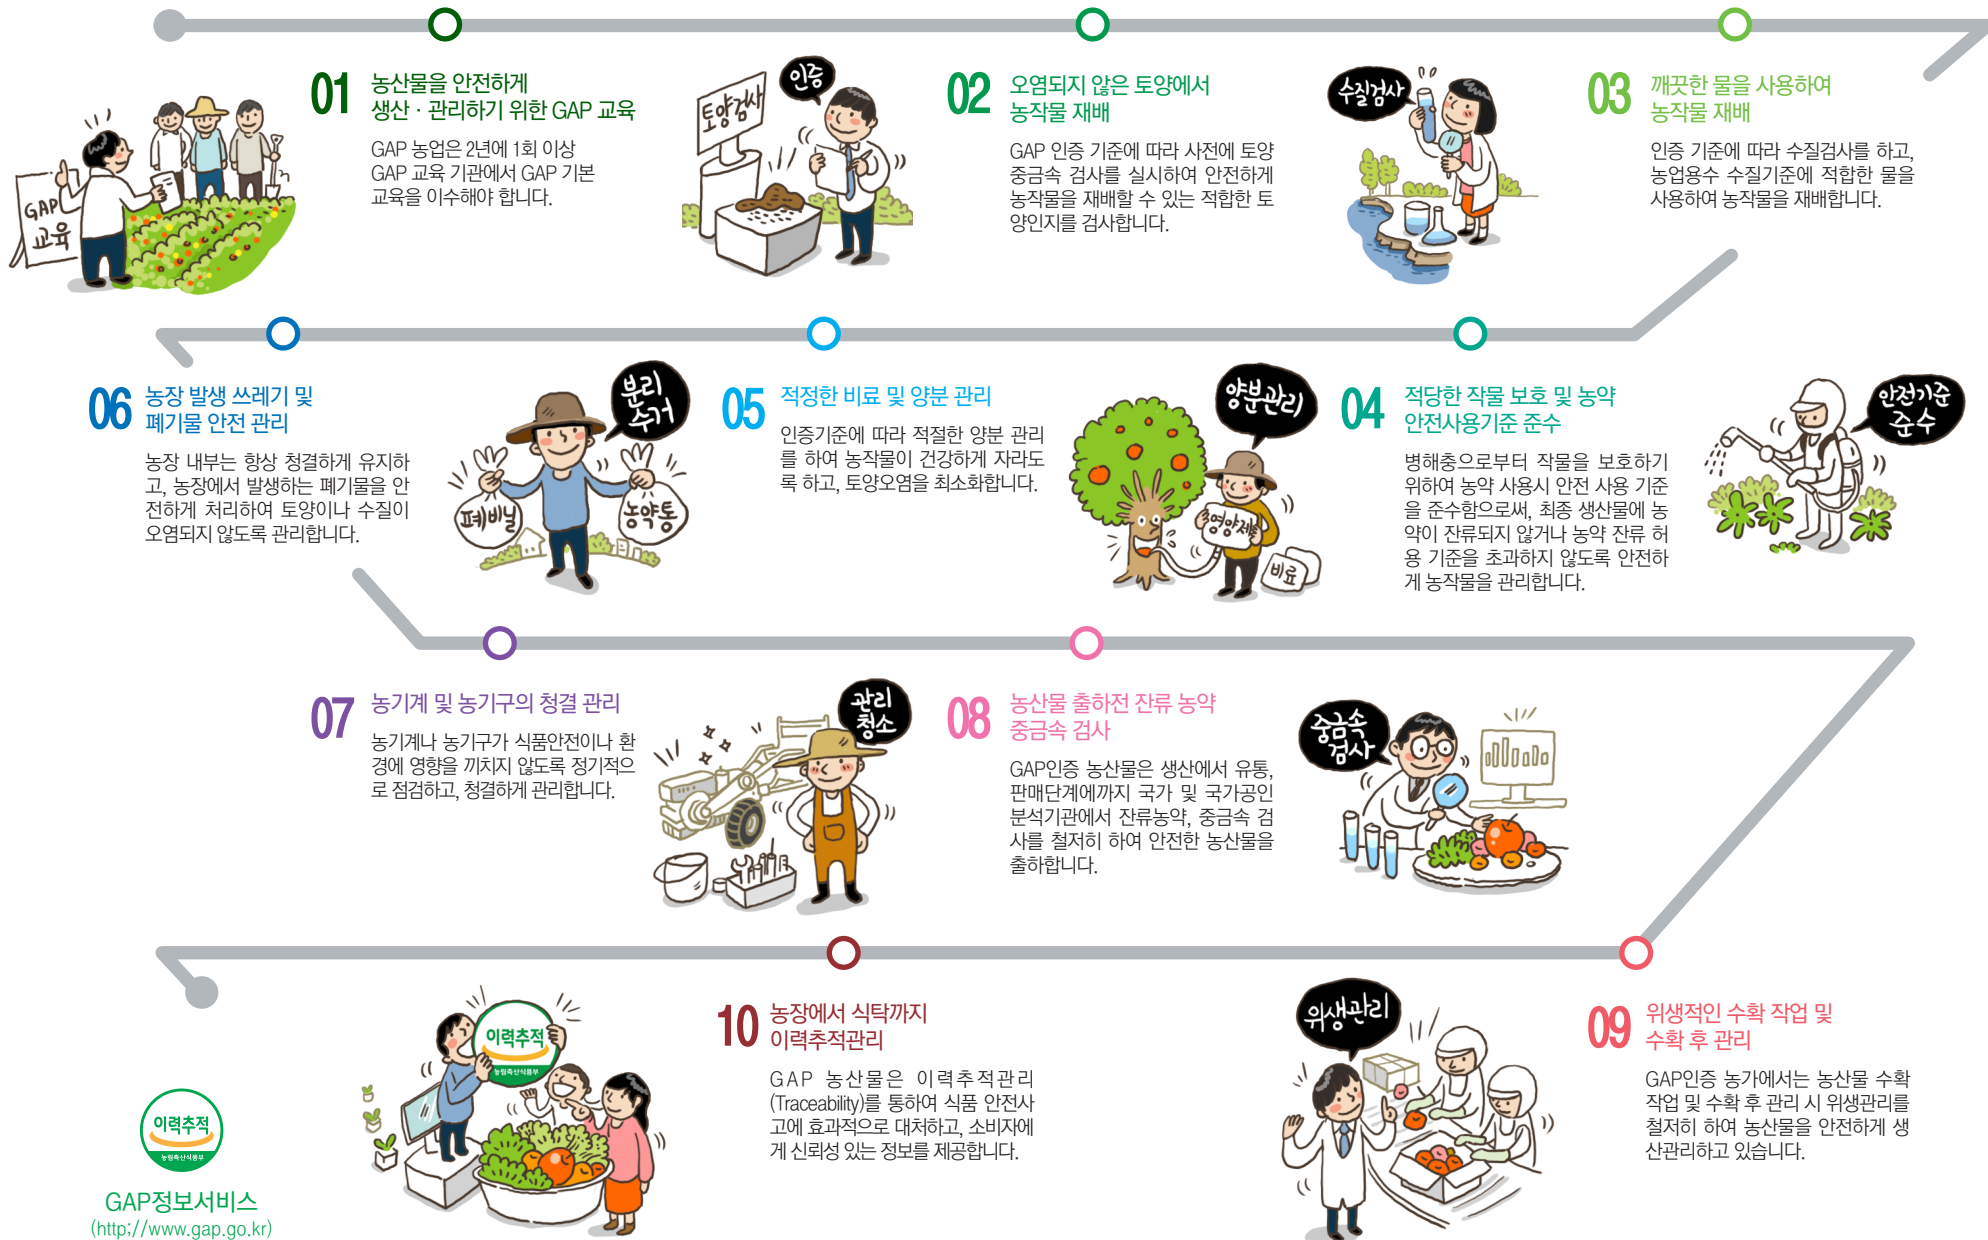 01
농산물을 안전하게
생산 · 관리하기 위한 GAP 교육
GAP 농업은 2년에 1회 이상
GAP 교육 기관에서 GAP 기본
교육을 이수해야 합니다.
GAP
교육
토양검사
인증
02
오염되지 않은 토양에서
농작물 재배
GAP 인증 기준에 따라 사전에 토양
중금속 검사를 실시하여 안전하게
농작물을 재배할 수 있는 적합한 토
양인지를 검사합니다.
수질검사
03
깨끗한 물을 사용하여
농작물 재배
인증 기준에 따라 수질검사를 하고,
농업용수 수질기준에 적합한 물을
사용하여 농작물을 재배합니다.
04
적당한 작물 보호 및 농약
안전사용기준 준수
병해충으로부터 작물을 보호하기
위하여 농약 사용시 안전 사용 기준
을 준수함으로써, 최종 생산물에 농
약이 잔류되지 않거나 농약 잔류 허
용 기준을 초과하지 않도록 안전하
게 농작물을 관리합니다.
안전기준
준수
05
적정한 비료 및 양분 관리
인증기준에 따라 적절한 양분 관리
를 하여 농작물이 건강하게 자라도
록 하고, 토양오염을 최소화합니다.
양분관리
영양제
비료
06
농장 발생 쓰레기 및
폐기물 안전 관리
농장 내부는 항상 청결하게 유지하
고, 농장에서 발생하는 폐기물을 안
전하게 처리하여 토양이나 수질이
오염되지 않도록 관리합니다.
분리
수거
폐비닐
농약통
07
농기계 및 농기구의 청결 관리
농기계나 농기구가 식품안전이나 환
경에 영향을 끼치지 않도록 정기적으
로 점검하고, 청결하게 관리합니다.
관리
청소
08
농산물 출하전 잔류 농약
중금속 검사
GAP인증 농산물은 생산에서 유통,
판매단계에까지 국가 및 국가공인
분석기관에서 잔류농약, 중금속 검
사를 철저히 하여 안전한 농산물을
출하합니다.
중금속
검사
09
위생적인 수확 작업 및
수확 후 관리
GAP인증 농가에서는 농산물 수확
작업 및 수확 후 관리 시 위생관리를
철저히 하여 농산물을 안전하게 생
산관리하고 있습니다.
위생관리
10
농장에서 식탁까지
이력추적관리
GAP 농산물은 이력추적관리
(Traceability)를 통하여 식품 안전사
고에 효과적으로 대처하고, 소비자에
게 신뢰성 있는 정보를 제공합니다.
이력추적
농림축산식품부
이력추적
농림축산식품부
GAP정보서비스
(http;//www.gap.go.kr)